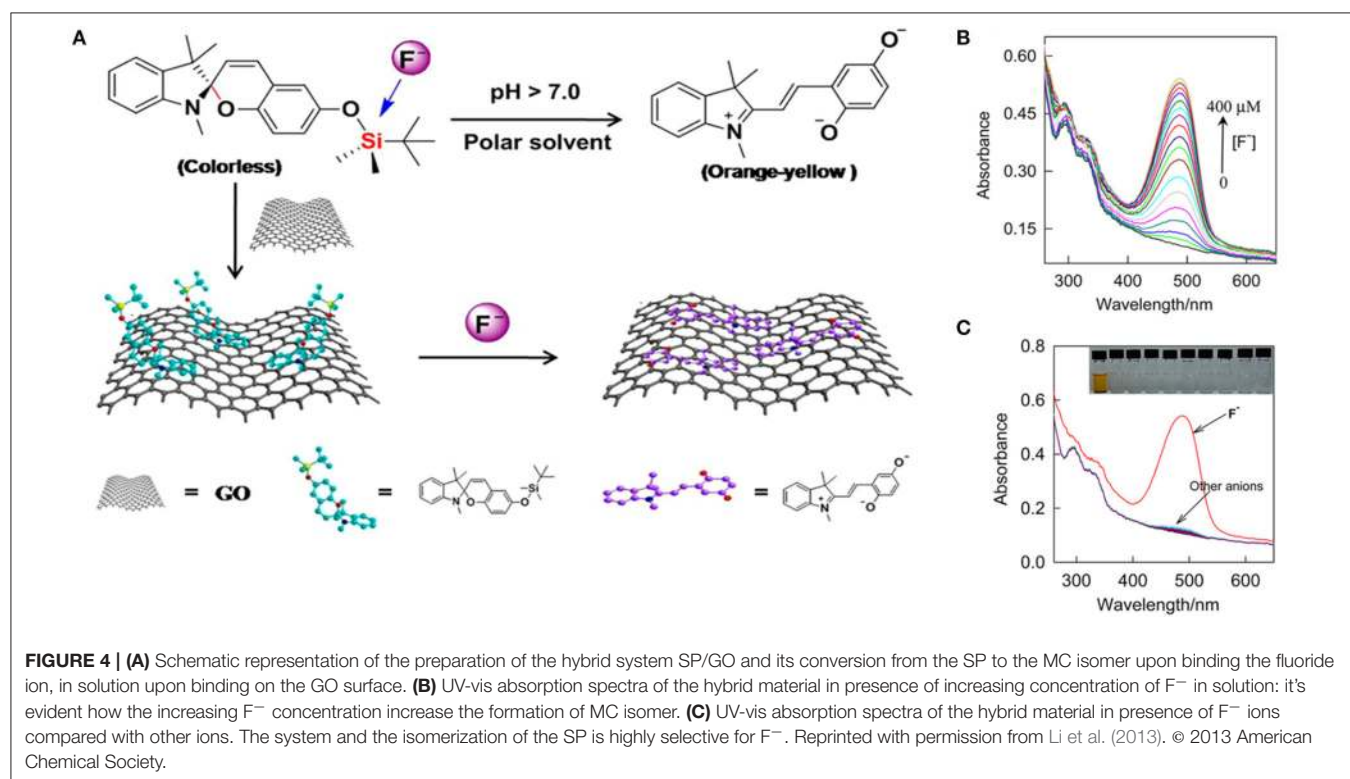 A
F⁻
N
O
O
Si
(Colorless)
pH > 7.0
Polar solvent
O⁻
N⁺
O⁻
(Orange-yellow )
F⁻
= GO
=
N
O
O
Si
=
N⁺
O⁻
O⁻
B
0.60
0.45
0.30
0.15
Absorbance
400 μM
[F⁻]
0
300 400 500 600
Wavelength/nm
C
0.8
0.6
0.4
0.2
0.0
Absorbance
F⁻
Other anions
300 400 500 600
Wavelength/nm
FIGURE 4 | (A) Schematic representation of the preparation of the hybrid system SP/GO and its conversion from the SP to the MC isomer upon binding the fluoride
ion, in solution upon binding on the GO surface. (B) UV-vis absorption spectra of the hybrid material in presence of increasing concentration of F⁻ in solution: it's
evident how the increasing F⁻ concentration increase the formation of MC isomer. (C) UV-vis absorption spectra of the hybrid material in presence of F⁻ ions
compared with other ions. The system and the isomerization of the SP is highly selective for F⁻. Reprinted with permission from Li et al. (2013). © 2013 American
Chemical Society.